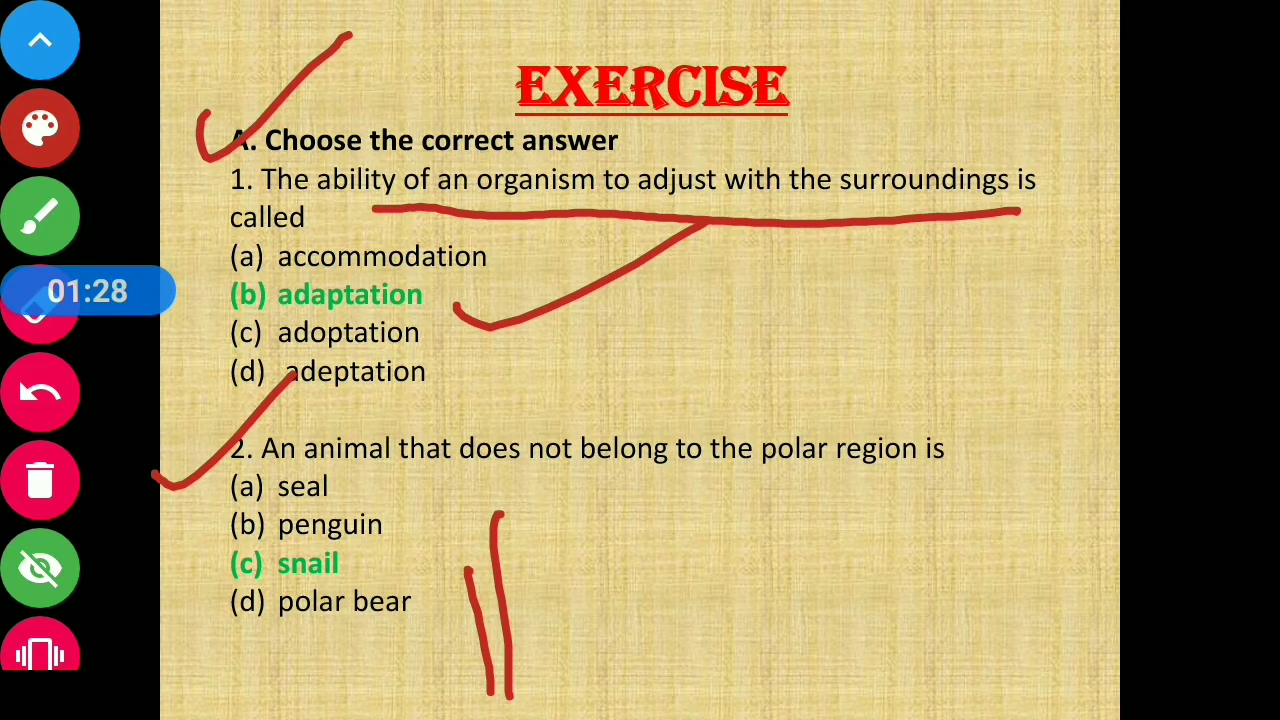 EXERCISE
A. Choose the correct answer
1. The ability of an organism to adjust with the surroundings is
called
(a) accommodation
(b) adaptation
(c) adoptation
(d) adeptation
01:28
2. An animal that does not belong to the polar region is
(a) seal
(b) penguin
(c) snail
(d) polar bear